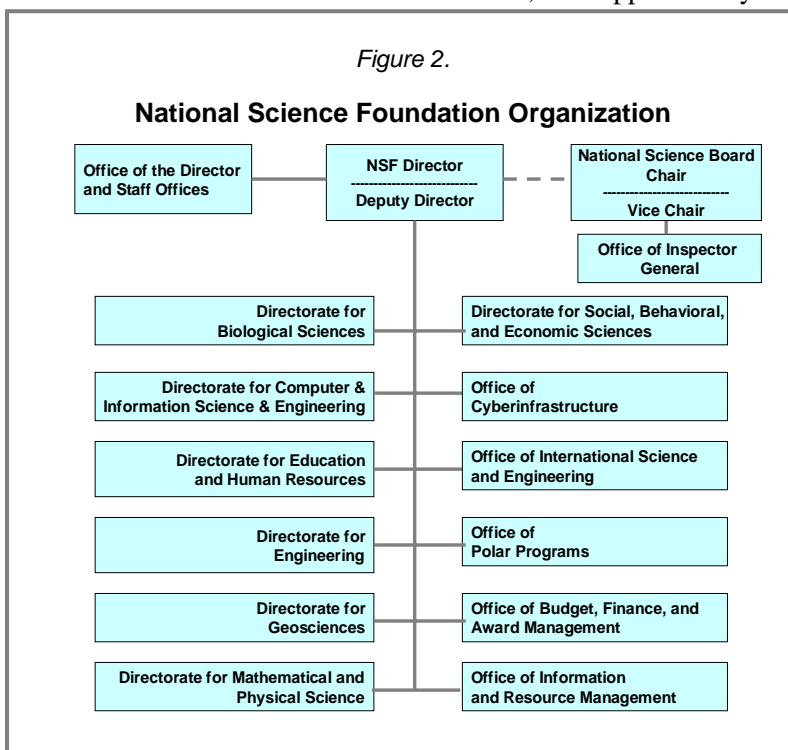 , pp y
Figure 2.
National Science Foundation Organization
Office of the Director
and Staff Offices
NSF Director
----------------------------
Deputy Director
National Science Board
Chair
----------------------------
Vice Chair
Office of Inspector
General
Directorate for
Biological Sciences
Directorate for Social, Behavioral,
and Economic Sciences
Directorate for Computer &
Information Science & Engineering
Office of
Cyberinfrastructure
Directorate for Education
and Human Resources
Office of International Science
and Engineering
Directorate for
Engineering
Office of
Polar Programs
Directorate for
Geosciences
Office of Budget, Finance, and
Award Management
Directorate for Mathematical and
Physical Science
Office of Information
and Resource Management